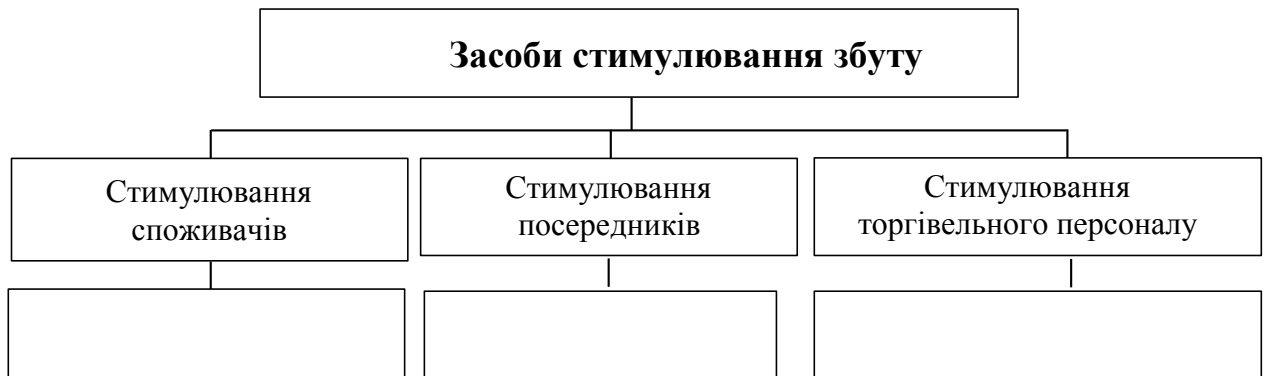 Засоби стимулювання збуту
Стимулювання
споживачів
Стимулювання
посередників
Стимулювання
торгівельного персоналу